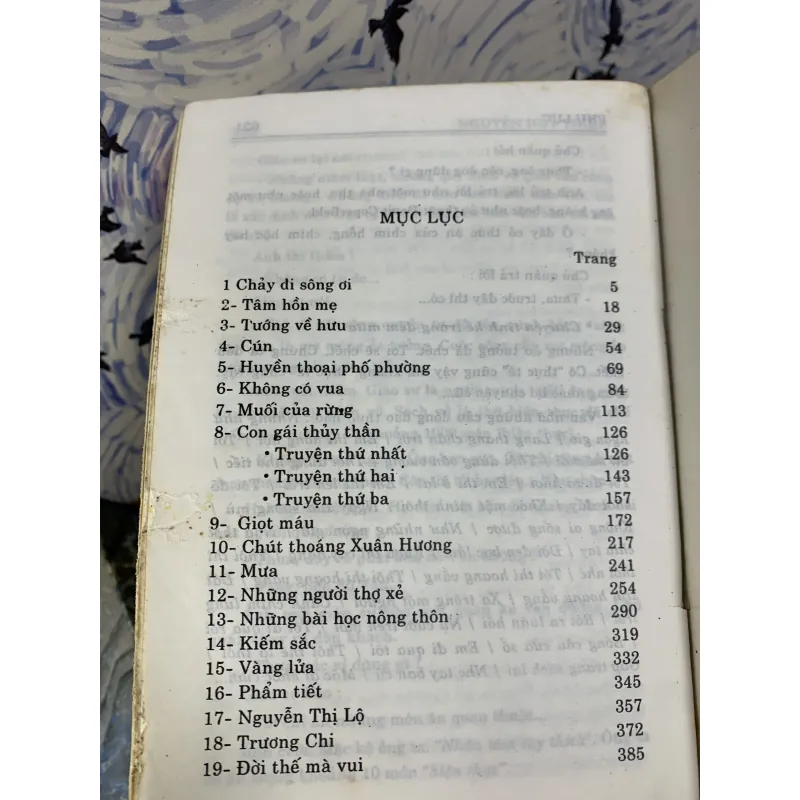 MỤC LỤC
Trang
1 Chảy đi sông ơi 5
2- Tâm hồn mẹ 18
3- Tướng về hưu 29
4- Cún 54
5- Huyền thoại phố phường 69
6- Không có vua 84
7- Muối của rừng 113
8- Con gái thủy thần 126
• Truyện thứ nhất 126
• Truyện thứ hai 143
• Truyện thứ ba 157
9- Giọt máu 172
10- Chút thoáng Xuân Hương 217
11- Mưa 241
12- Những người thợ xẻ 254
13- Những bài học nông thôn 290
14- Kiếm sắc 319
15- Vàng lửa 332
16- Phẩm tiết 345
17- Nguyễn Thị Lộ 357
18- Trương Chi 372
19- Đời thế mà vui 385